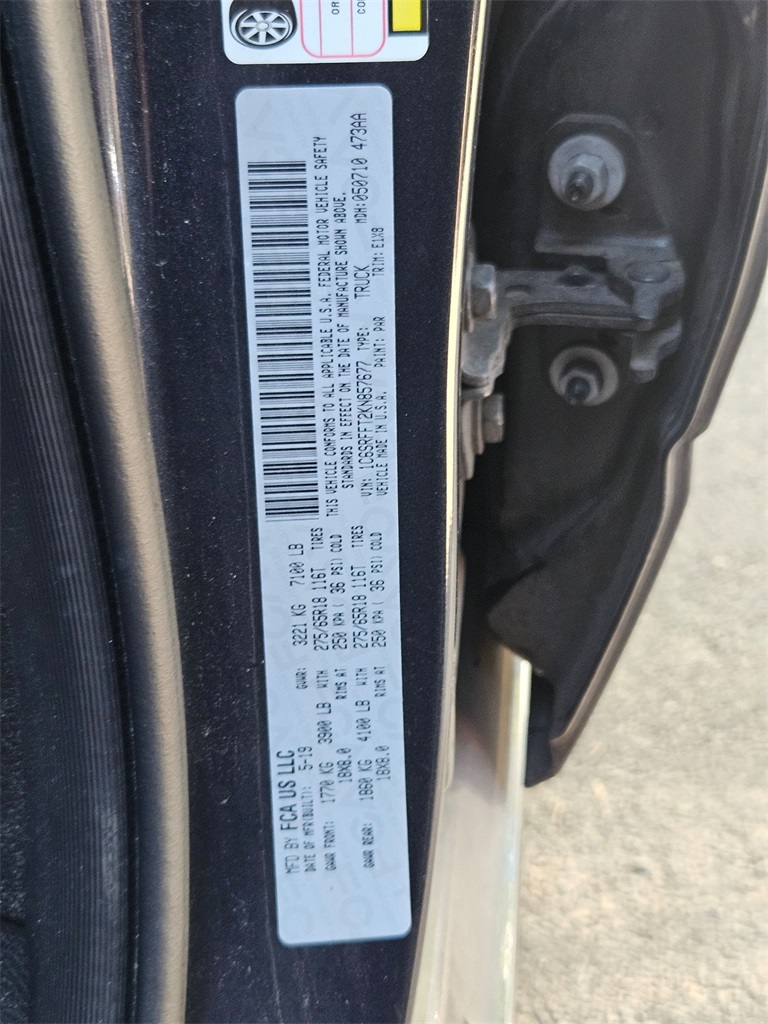 OR
CO
MFD BY FCA US LLC
DATE OF MFR(BUILT): 5-19 GVWR: 3221 KG 7100 LB
GAWR FRONT: 1770 KG 3900 LB WITH 275/65R18 116T TIRES
18X8.0 RIMS AT 250 KPA ( 36 PSI) COLD
GAWR REAR: 1860 KG 4100 LB WITH 275/65R18 116T TIRES
18X8.0 RIMS AT 250 KPA ( 36 PSI) COLD
THIS VEHICLE CONFORMS TO ALL APPLICABLE U.S.A. FEDERAL MOTOR VEHICLE SAFETY
STANDARDS IN EFFECT ON THE DATE OF MANUFACTURE SHOWN ABOVE.
VIN: 1C6SRFFT2KN857677 TYPE: TRUCK MDH: 050710 473AA
VEHICLE MADE IN U.S.A. PAINT: PAR TRIM: E1X8